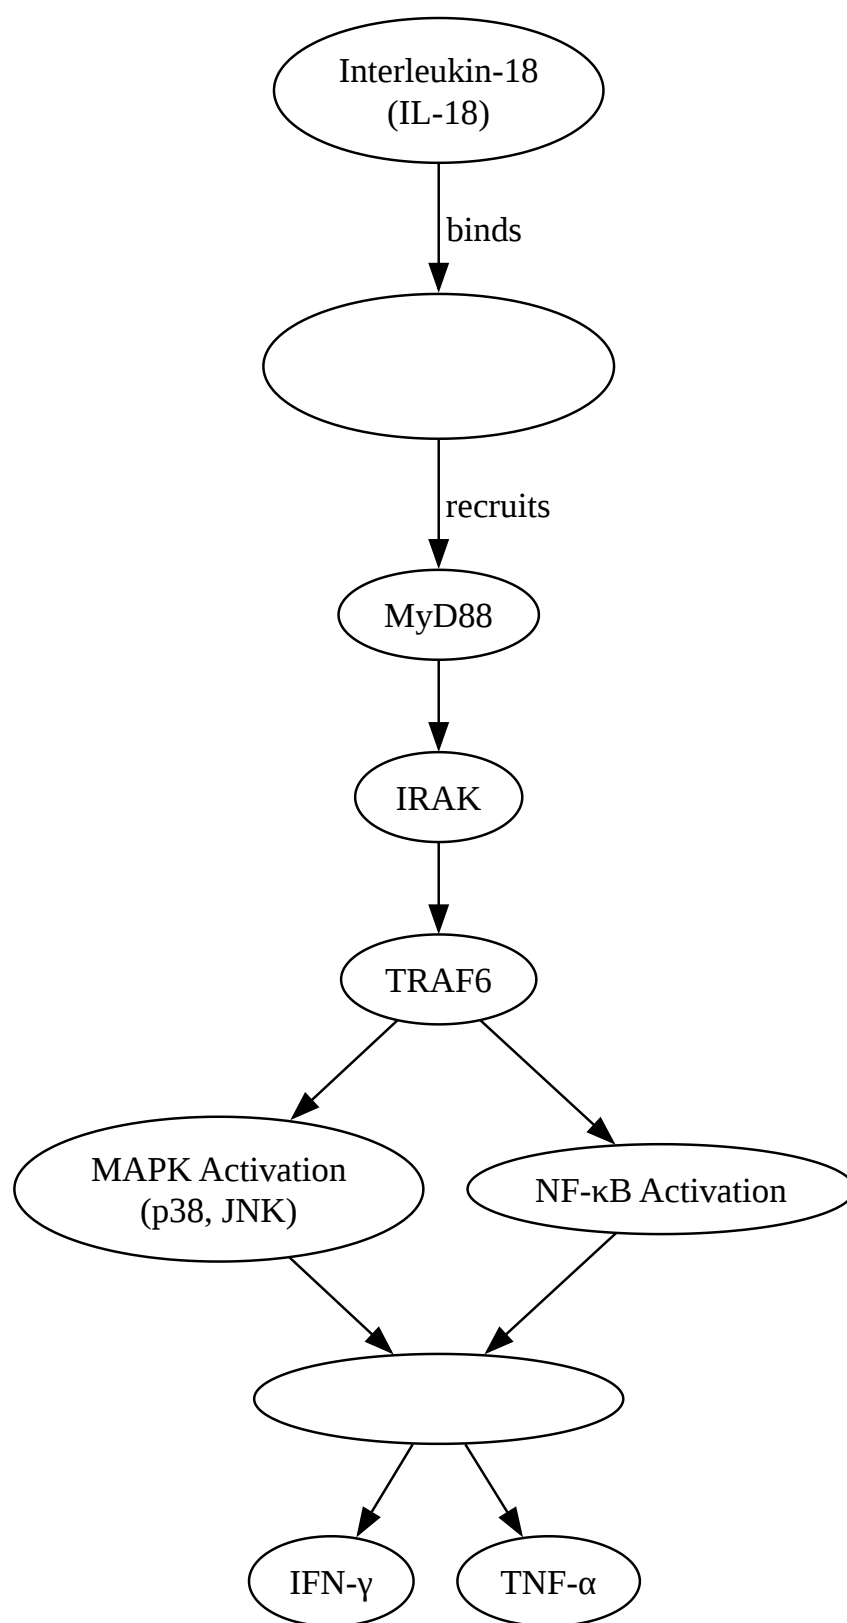 Interleukin-18
(IL-18)
binds
recruits
MyD88
IRAK
TRAF6
MAPK Activation
(p38, JNK)
NF-κB Activation
IFN-γ
TNF-α